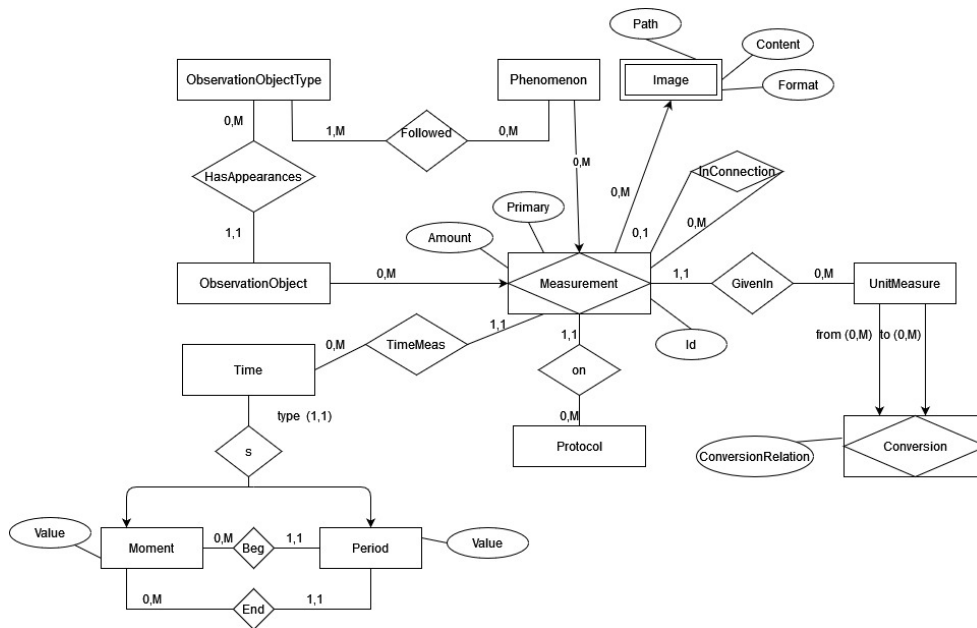 Path
Content
ObservationObjectType
Phenomenon
Image
Format
0,M
1,M
Followed
0,M
0,M
HasAppearances
0,M
InConnection
Primary
0,M
1,1
Amount
0,1
0,M
ObservationObject
0,M
Measurement
1,1
GivenIn
0,M
UnitMeasure
1,1
1,1
from (0,M)
to (0,M)
0,M
TimeMeas
Id
Time
on
type (1,1)
0,M
Protocol
Conversion
s
ConversionRelation
Value
Moment
0,M
Beg
1,1
Period
Value
0,M
End
1,1